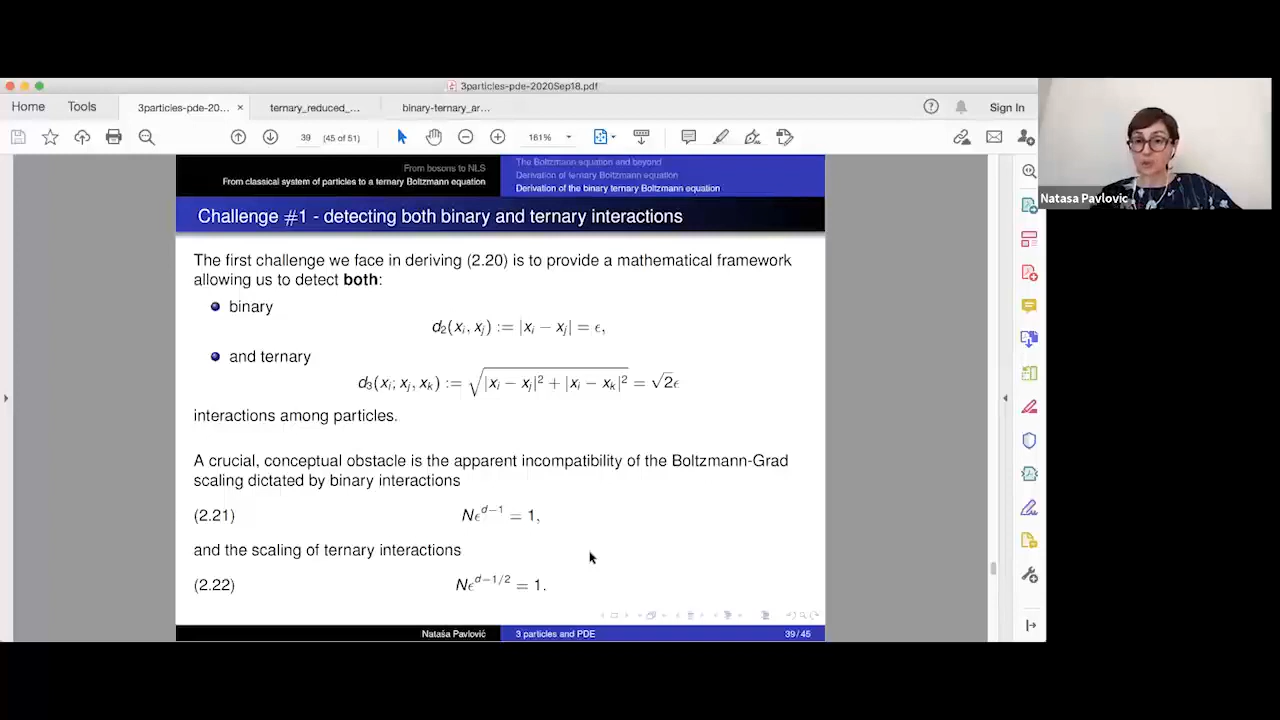 3particles-pde-2020Sep18.pdf
Home Tools 3particles-pde-20... × ternary_reduced_... binary-ternary_ar... Sign In
39 (45 of 51) 161%
From bosons to NLS
From classical system of particles to a ternary Boltzmann equation
The Boltzmann equation and beyond
Derivation of ternary Boltzmann equation
Derivation of the binary ternary Boltzmann equation
Challenge #1 - detecting both binary and ternary interactions
The first challenge we face in deriving (2.20) is to provide a mathematical framework
allowing us to detect both:
binary
d₂(xᵢ, xⱼ) := |xᵢ − xⱼ| = ϵ,
and ternary
d₃(xᵢ; xⱼ, xₖ) := √(|xᵢ − xⱼ|² + |xᵢ − xₖ|²) = √2ϵ
interactions among particles.
A crucial, conceptual obstacle is the apparent incompatibility of the Boltzmann-Grad
scaling dictated by binary interactions
(2.21) Nϵ^{d−1} = 1,
and the scaling of ternary interactions
(2.22) Nϵ^{d−1/2} = 1.
Nataša Pavlović 3 particles and PDE 39 / 45
Natasa Pavlovic